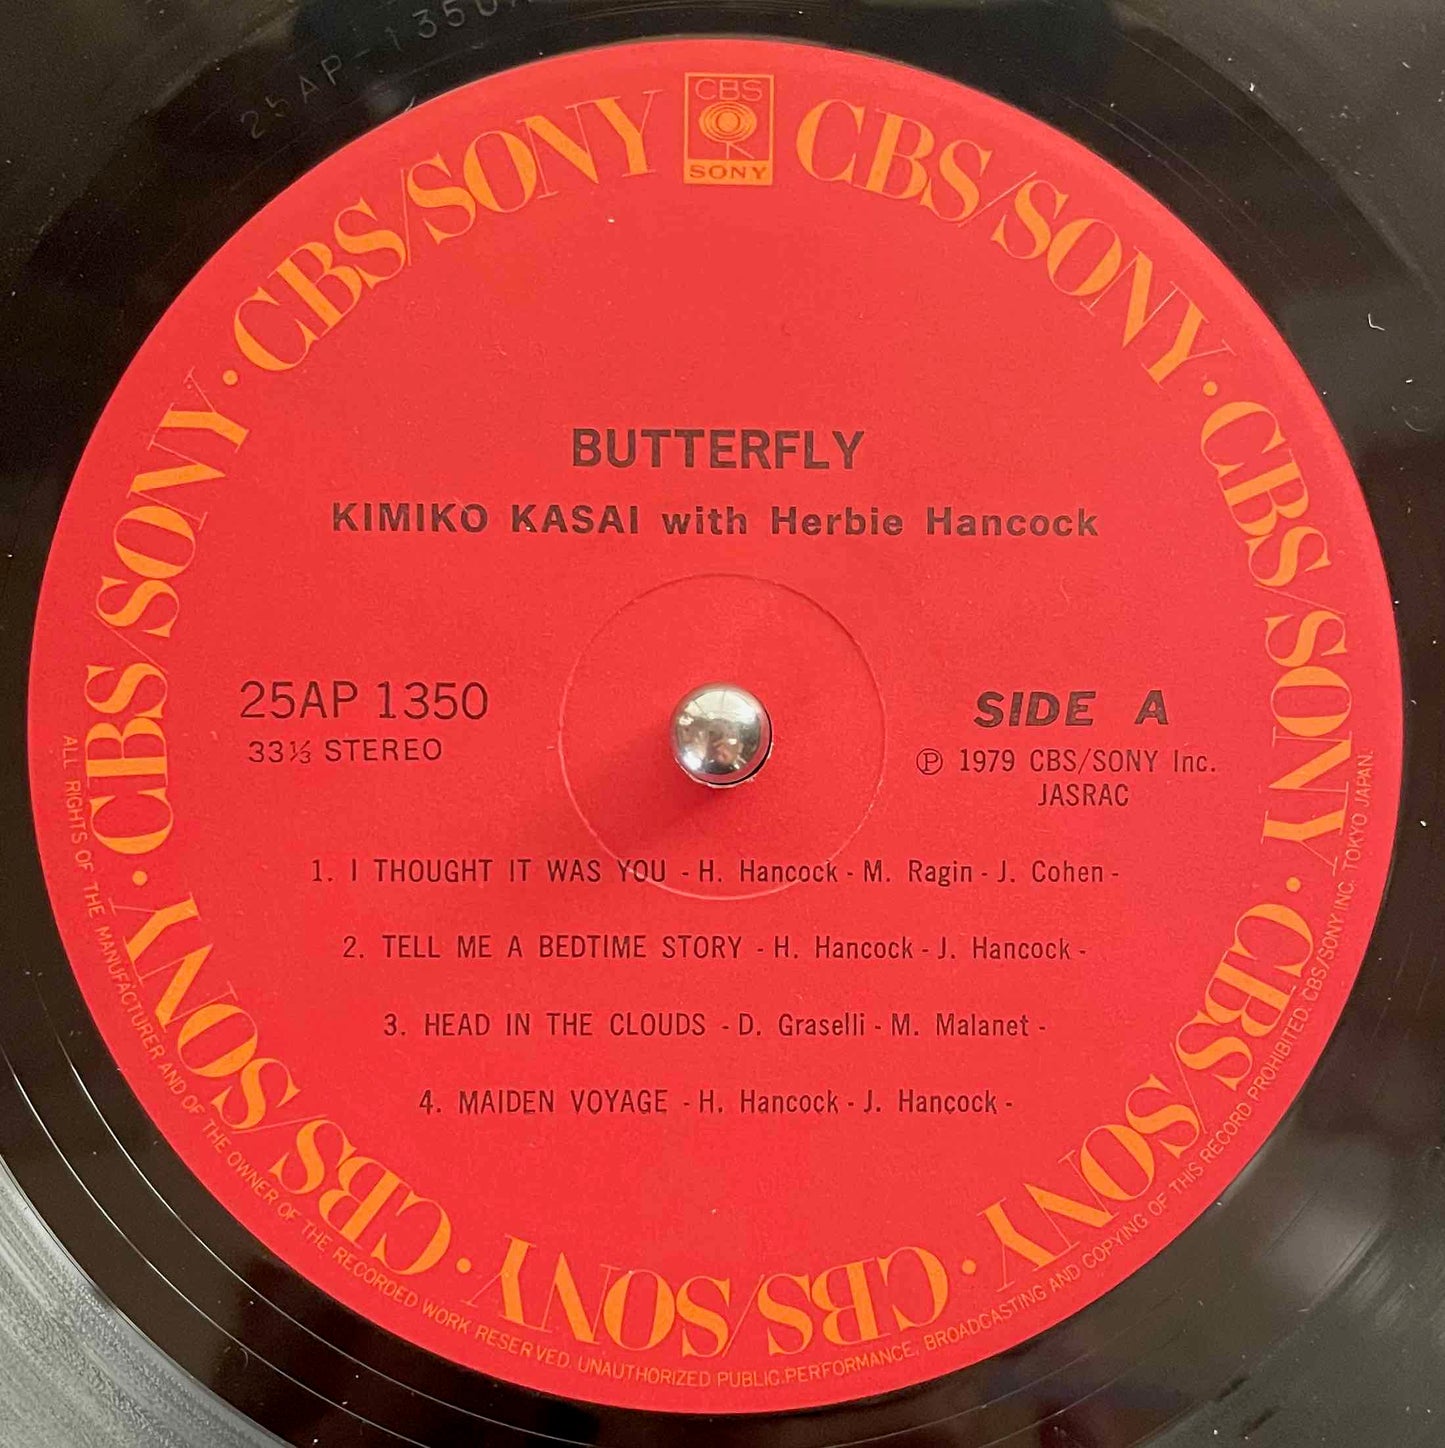 25AP-1350A
CBS
SONY
CBS/SONY · CBS/SONY · CBS/SONY · CBS/SONY · CBS/SONY · CBS/SONY · CBS/SONY · CBS/SONY
BUTTERFLY
KIMIKO KASAI with Herbie Hancock
25AP 1350
33⅓ STEREO
SIDE A
Ⓟ 1979 CBS/SONY Inc.
JASRAC
1. I THOUGHT IT WAS YOU - H. Hancock - M. Ragin - J. Cohen -
2. TELL ME A BEDTIME STORY - H. Hancock - J. Hancock -
3. HEAD IN THE CLOUDS - D. Graselli - M. Malanet -
4. MAIDEN VOYAGE - H. Hancock - J. Hancock -
ALL RIGHTS OF THE MANUFACTURER AND OF THE OWNER OF THE RECORDED WORK RESERVED. UNAUTHORIZED PUBLIC.PERFORMANCE, BROADCASTING AND COPYING OF THIS RECORD PROHIBITED. CBS/SONY INC. TOKYO JAPAN.